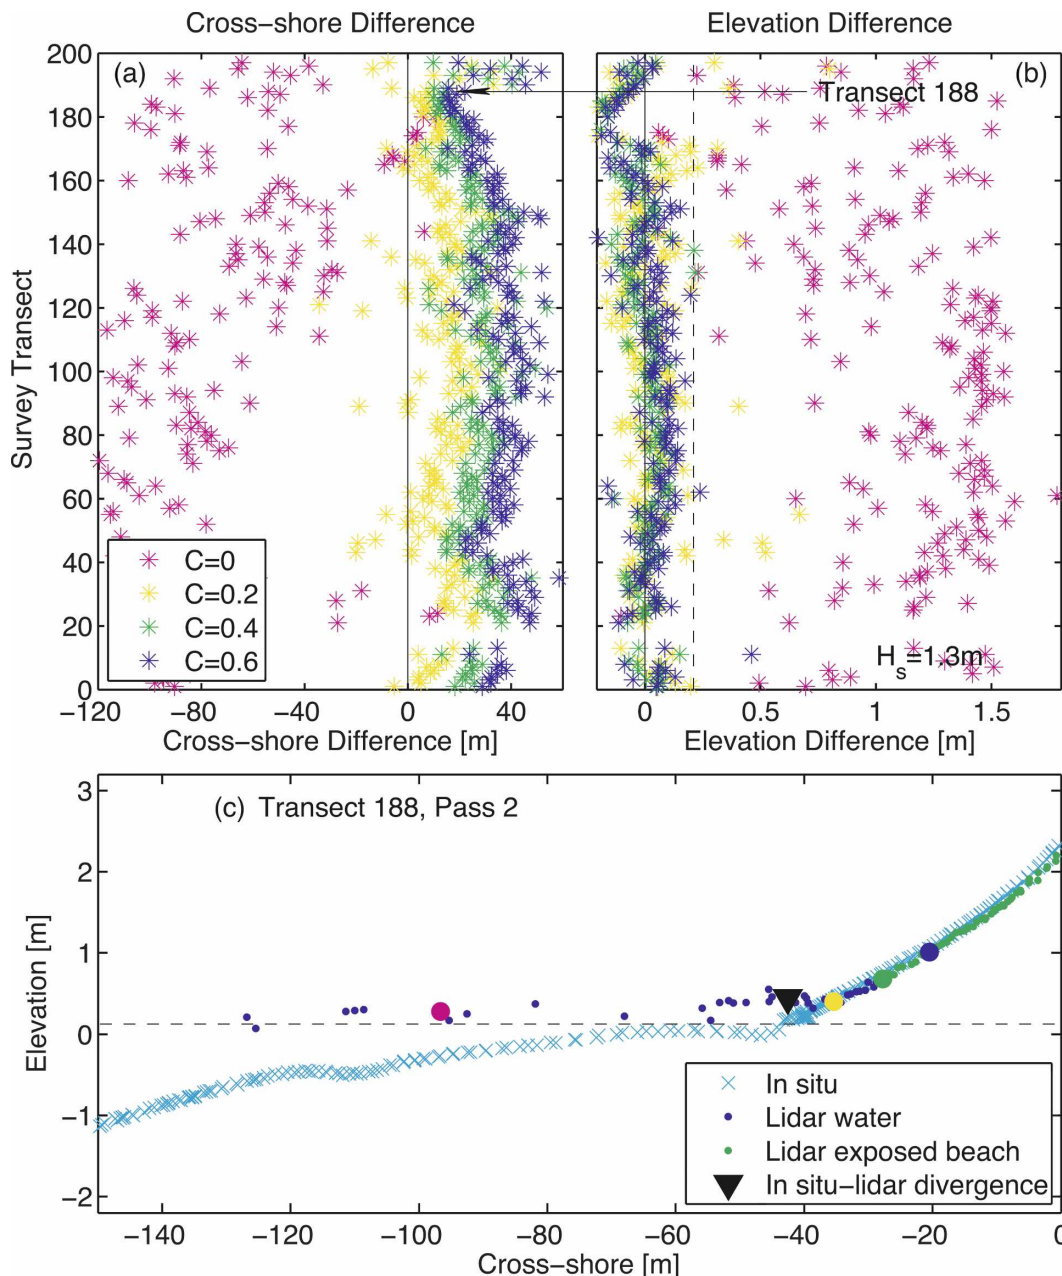 Cross−shore Difference
Elevation Difference
(a)
(b)
Transect 188
Survey Transect
200
180
160
140
120
100
80
60
40
20
0
C=0
C=0.2
C=0.4
C=0.6
H_s=1.3m
−120 −80 −40 0 40
0 0.5 1 1.5
Cross−shore Difference [m]
Elevation Difference [m]
(c) Transect 188, Pass 2
Elevation [m]
3
2
1
0
−1
−2
In situ
Lidar water
Lidar exposed beach
In situ−lidar divergence
−140 −120 −100 −80 −60 −40 −20 0
Cross−shore [m]